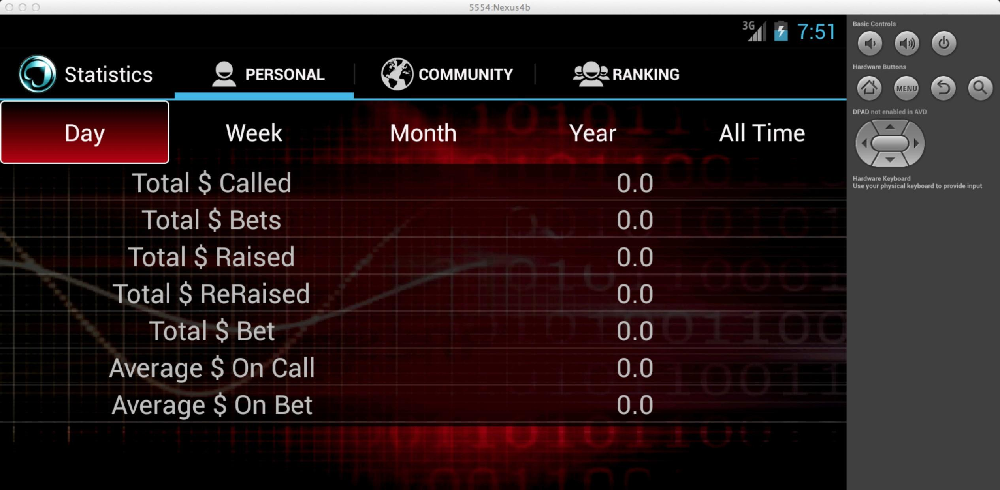 5554:Nexus4b
3G 7:51
Statistics PERSONAL COMMUNITY RANKING
Day Week Month Year All Time
Total $ Called 0.0
Total $ Bets 0.0
Total $ Raised 0.0
Total $ ReRaised 0.0
Total $ Bet 0.0
Average $ On Call 0.0
Average $ On Bet 0.0
Basic Controls
Hardware Buttons
MENU
DPAD not enabled in AVD
Hardware Keyboard
Use your physical keyboard to provide input